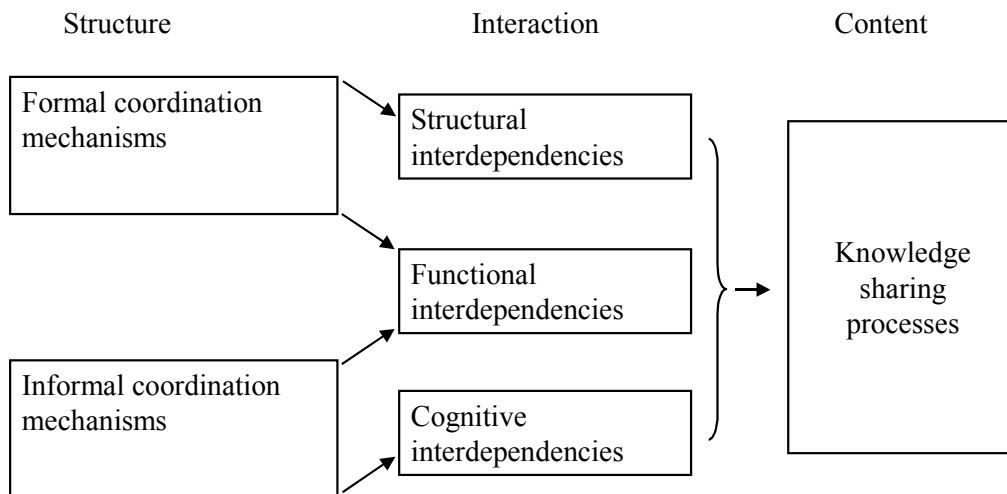 Structure
Interaction
Content
Formal coordination
mechanisms
Structural
interdependencies
Functional
interdependencies
Knowledge
sharing
processes
Informal coordination
mechanisms
Cognitive
interdependencies